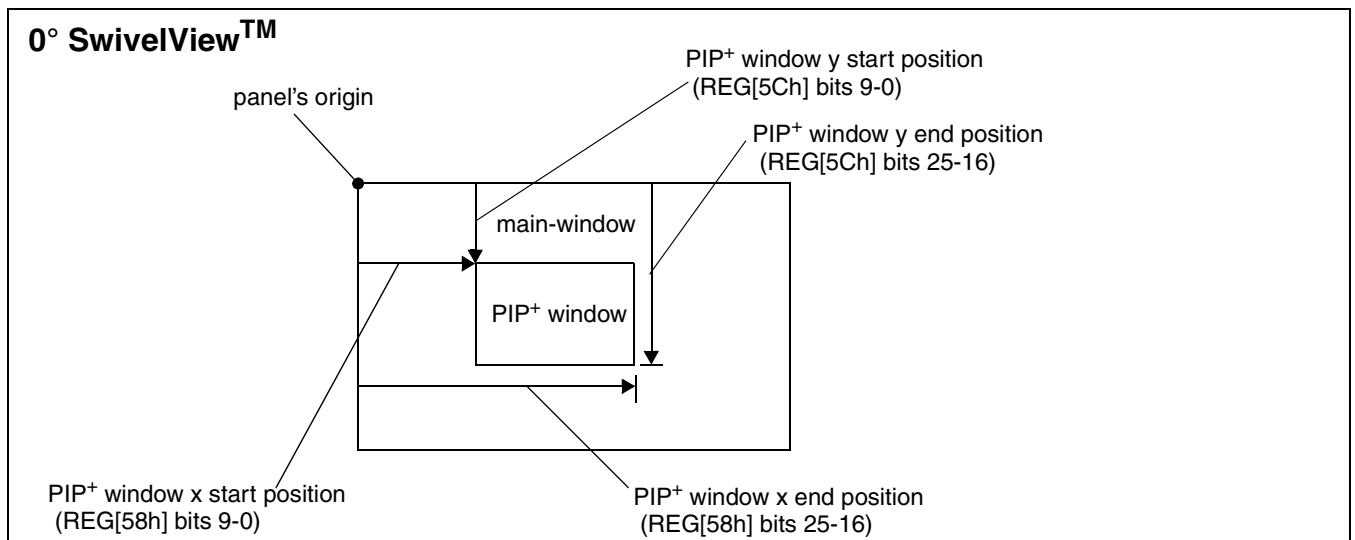 0° SwivelView™
PIP+ window y start position
(REG[5Ch] bits 9-0)
panel's origin
PIP+ window y end position
(REG[5Ch] bits 25-16)
main-window
PIP+ window
PIP+ window x start position
(REG[58h] bits 9-0)
PIP+ window x end position
(REG[58h] bits 25-16)